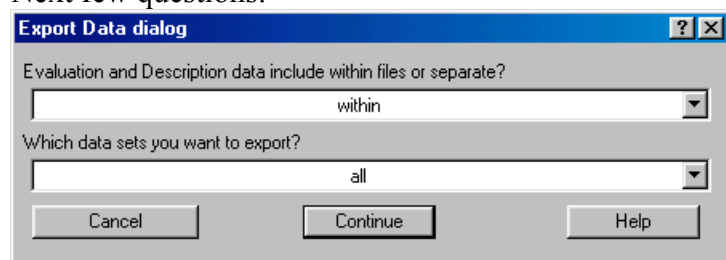 Next few questions:
Export Data dialog
Evaluation and Description data include within files or separate?
within
Which data sets you want to export?
all
Cancel Continue Help